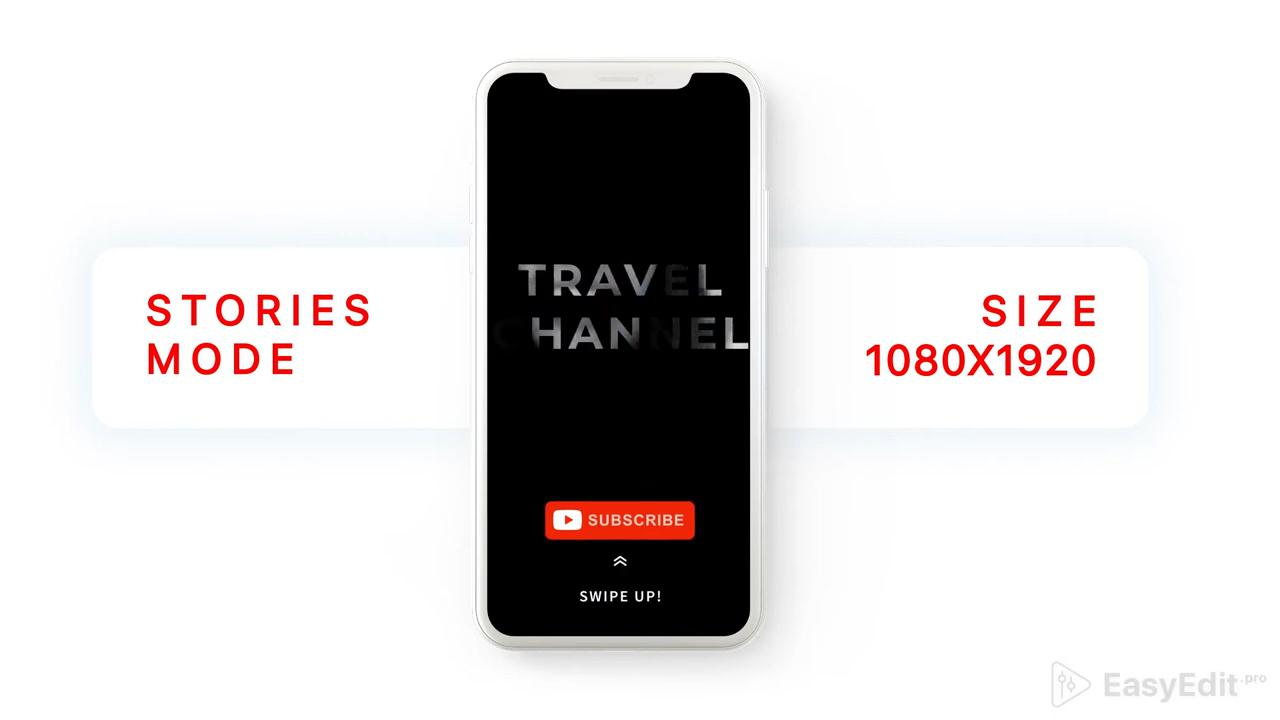 STORIES
MODE
TRAVEL
CHANNEL
SUBSCRIBE
SWIPE UP!
SIZE
1080X1920
EasyEdit.pro